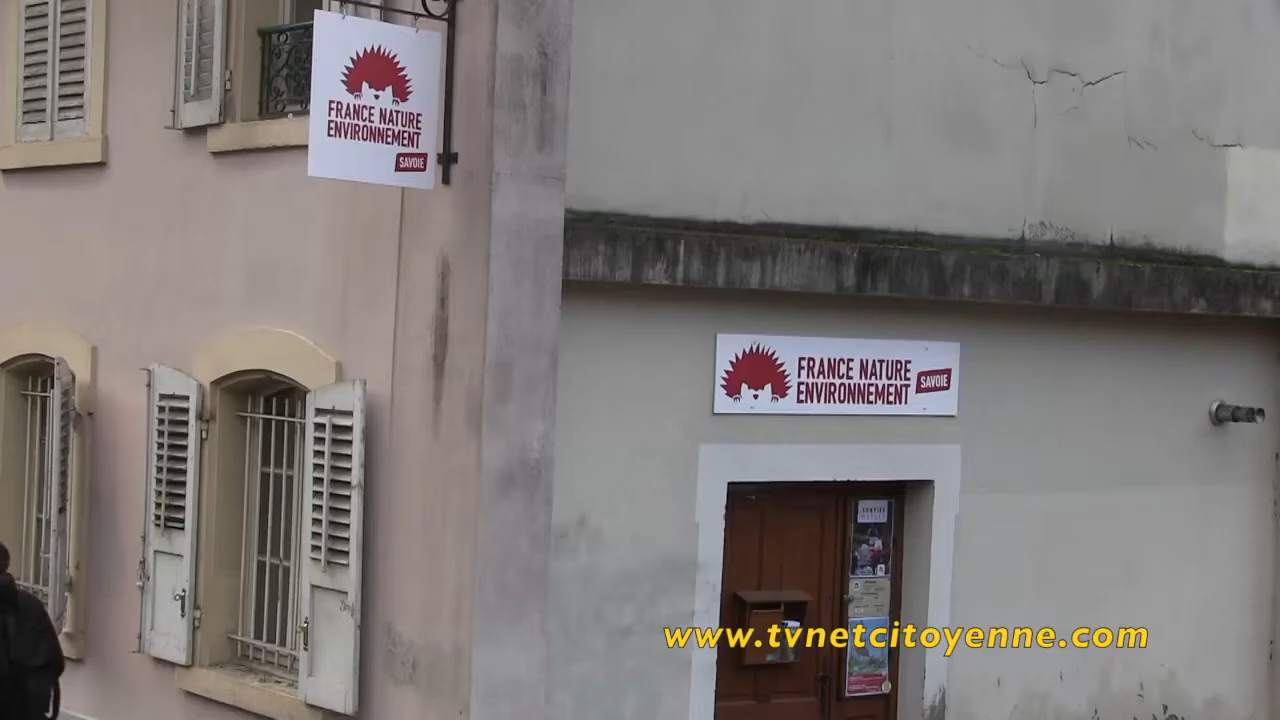 FRANCE NATURE
ENVIRONNEMENT
SAVOIE
FRANCE NATURE
ENVIRONNEMENT
SAVOIE
www.tvnetcitoyenne.com